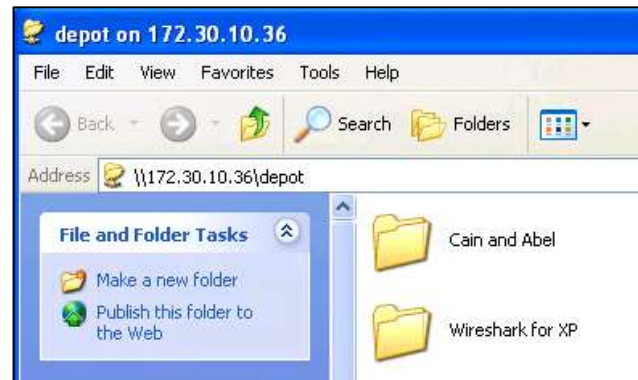 depot on 172.30.10.36
File Edit View Favorites Tools Help
Back Search Folders
Address \\172.30.10.36\depot
File and Folder Tasks
Make a new folder
Publish this folder to
the Web
Cain and Abel
Wireshark for XP